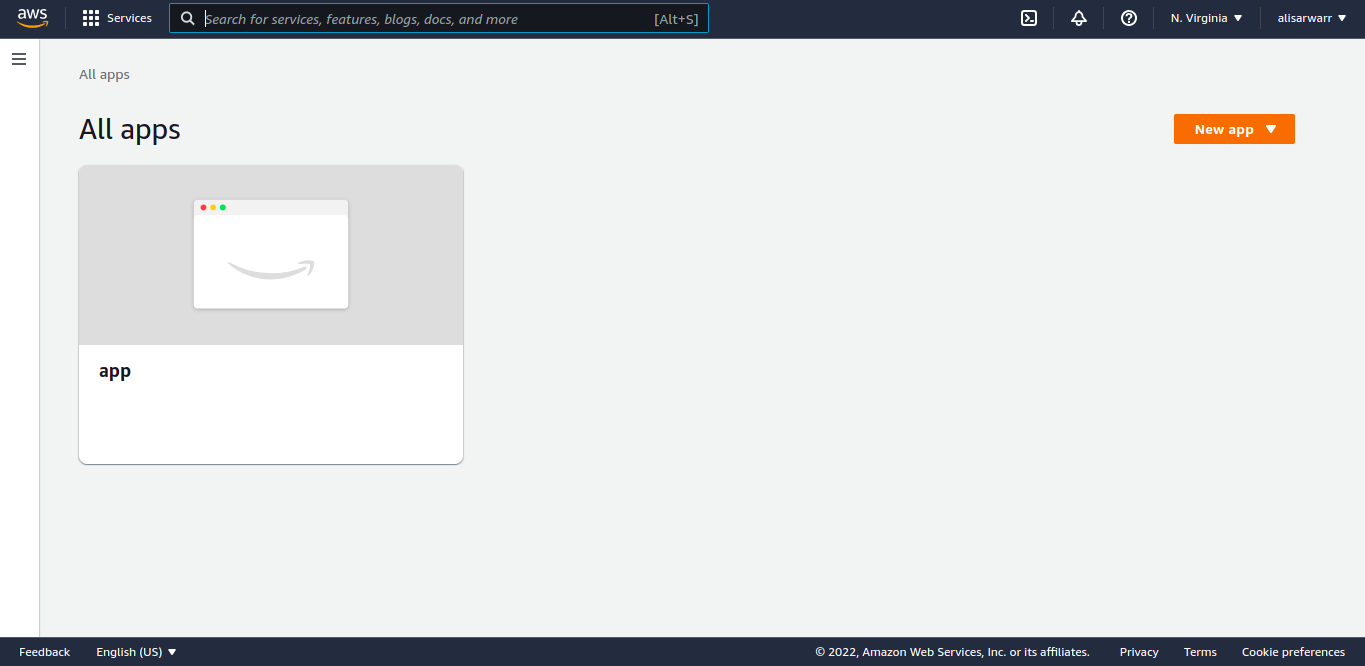 aws
Services
Search for services, features, blogs, docs, and more
[Alt+S]
N. Virginia
alisarwarr
All apps
All apps
New app
app
Feedback
English (US)
© 2022, Amazon Web Services, Inc. or its affiliates.
Privacy
Terms
Cookie preferences